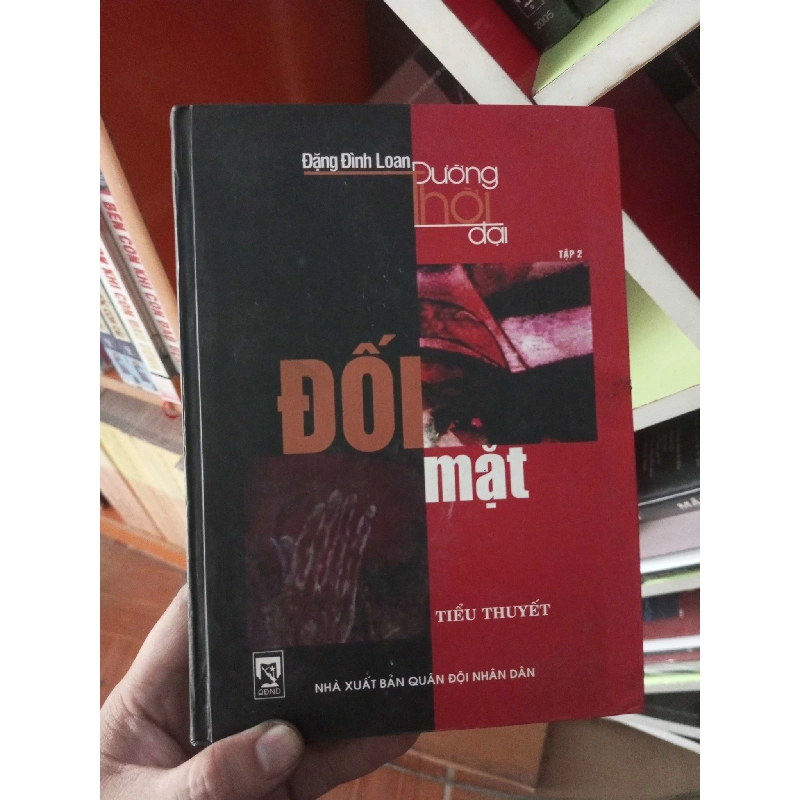 Đặng Đình Loan
Đường
thời
đại
TẬP 2
ĐỐI
mặt
TIỂU THUYẾT
QĐND
NHÀ XUẤT BẢN QUÂN ĐỘI NHÂN DÂN
2005